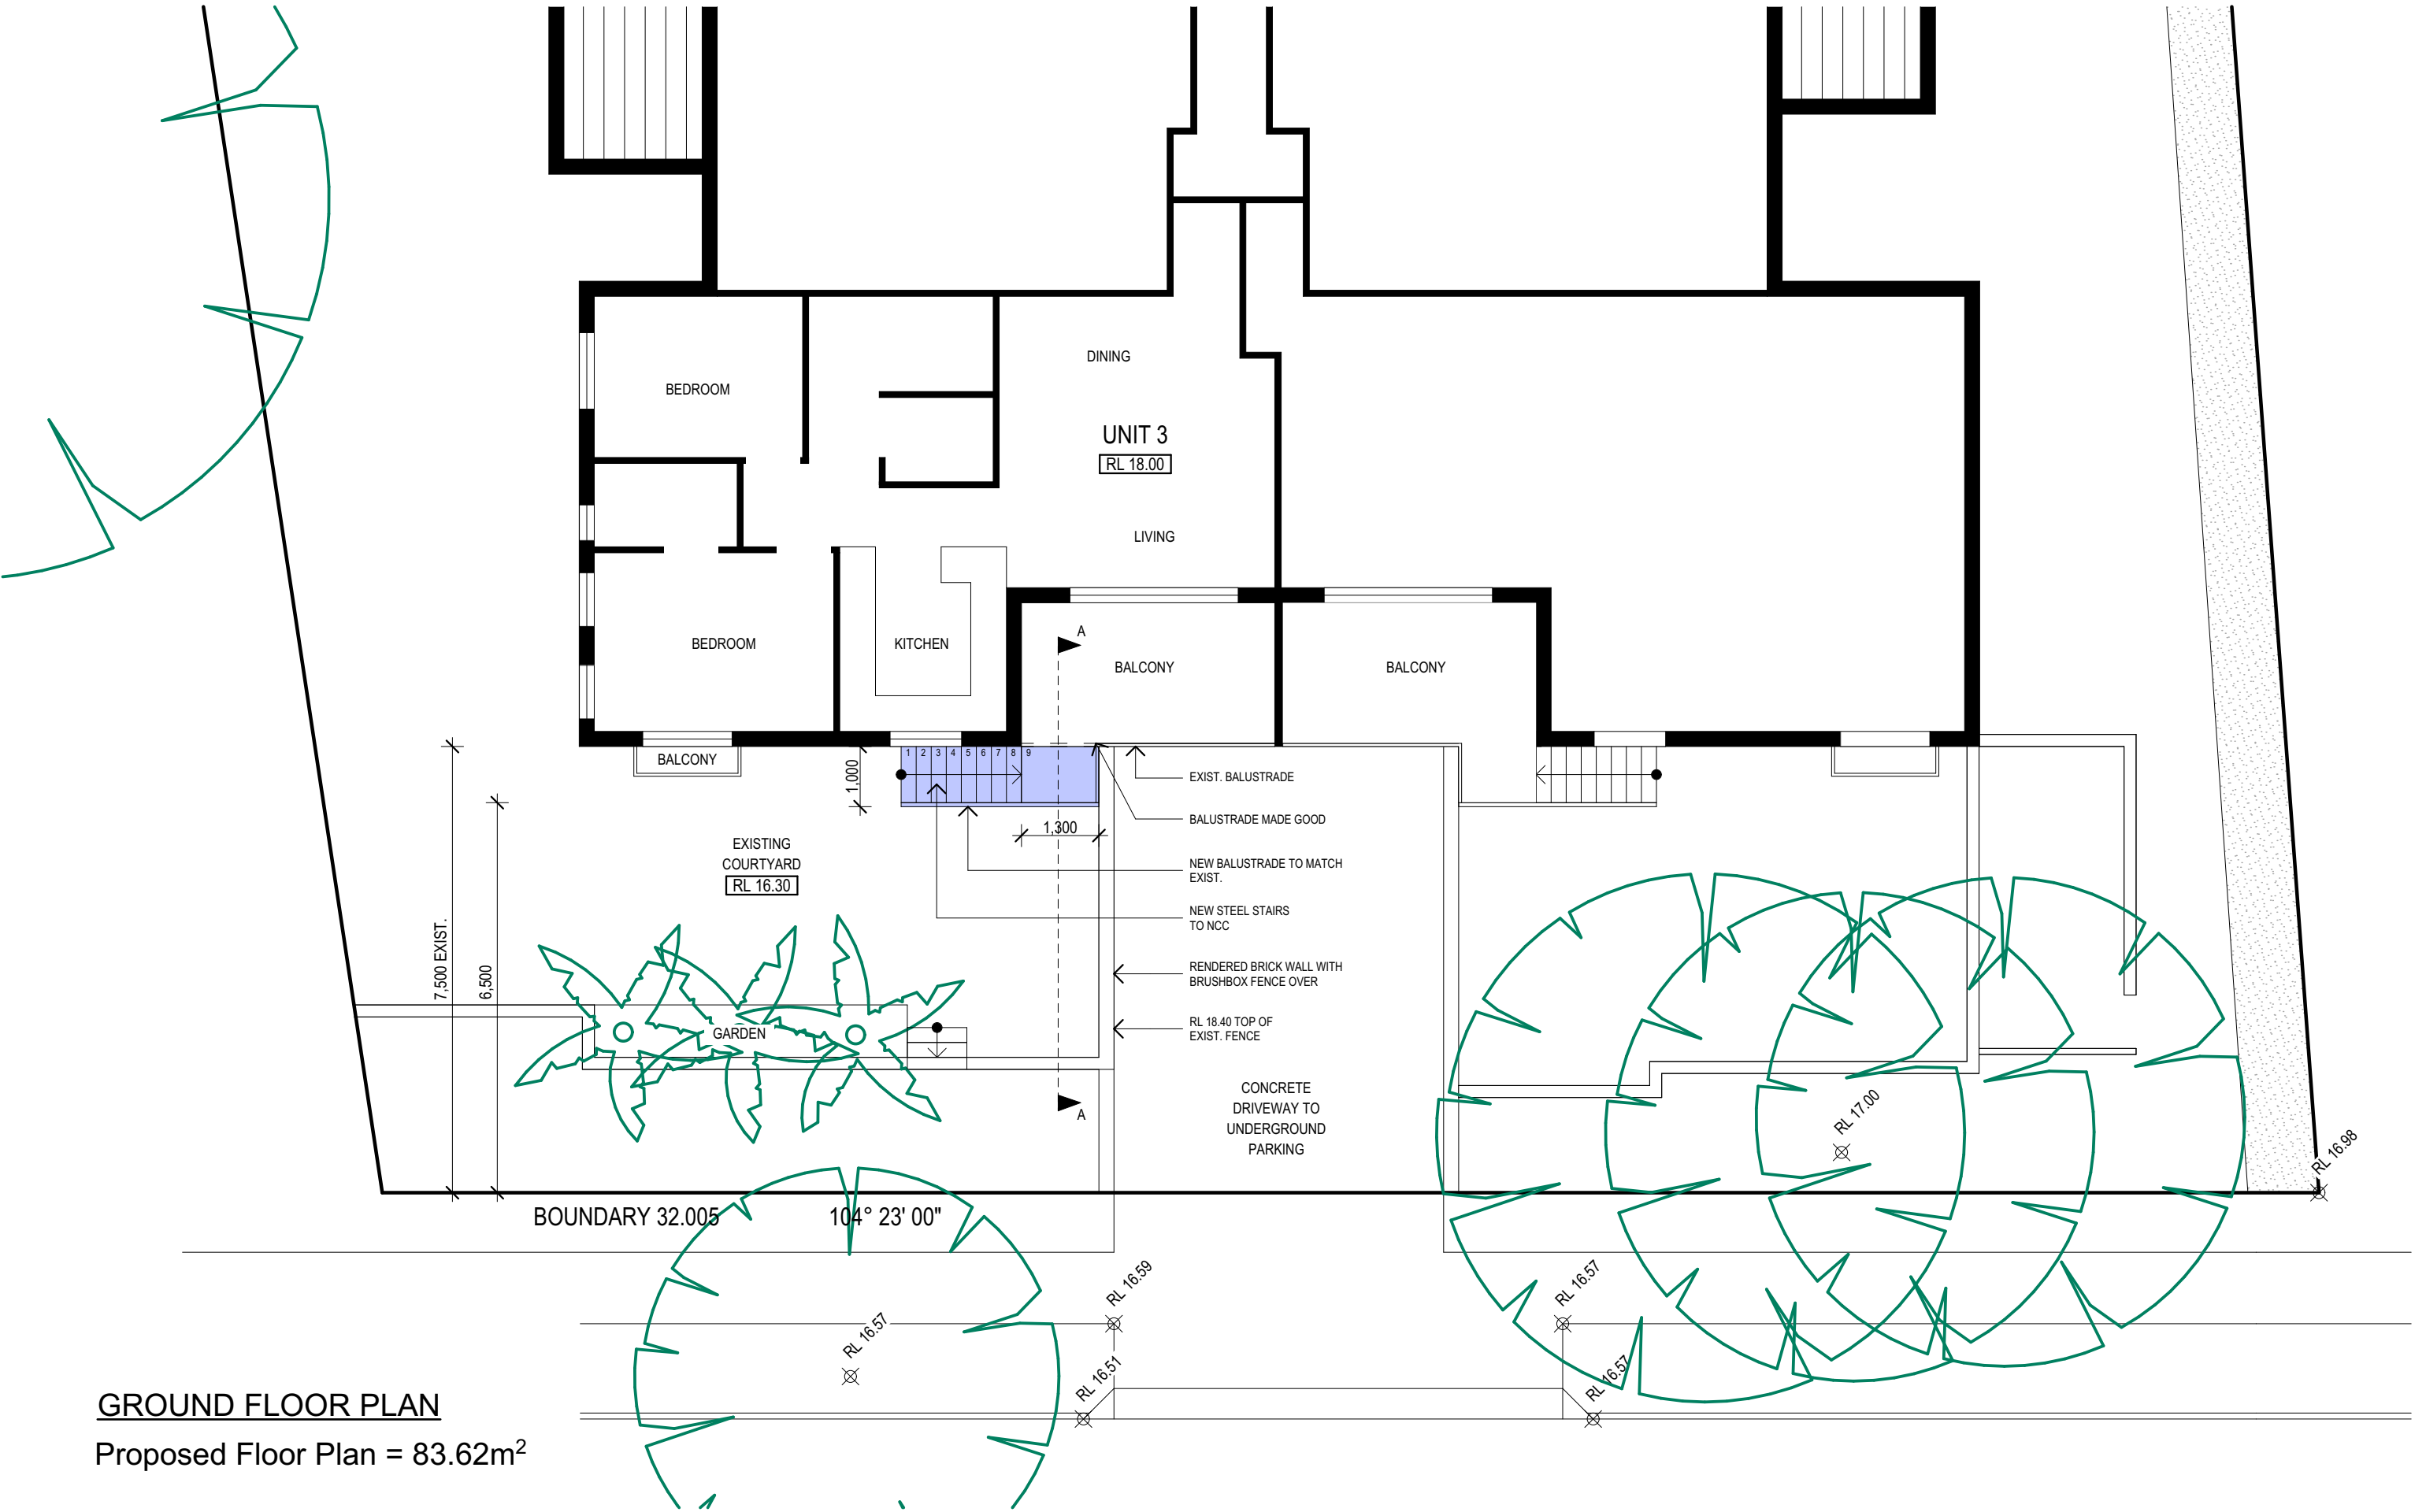 DINING
BEDROOM
UNIT 3
RL 18.00
LIVING
BEDROOM
KITCHEN
A
BALCONY
BALCONY
BALCONY
1 2 3 4 5 6 7 8 9
1,000
EXIST. BALUSTRADE
BALUSTRADE MADE GOOD
1,300
EXISTING
COURTYARD
RL 16.30
NEW BALUSTRADE TO MATCH
EXIST.
NEW STEEL STAIRS
TO NCC
7,500 EXIST.
6,500
RENDERED BRICK WALL WITH
BRUSHBOX FENCE OVER
GARDEN
RL 18.40 TOP OF
EXIST. FENCE
A
CONCRETE
DRIVEWAY TO
UNDERGROUND
PARKING
RL 17.00
RL 16.98
BOUNDARY 32.005 104° 23' 00"
RL 16.59
RL 16.57
RL 16.57
RL 16.51
RL 16.57
GROUND FLOOR PLAN
Proposed Floor Plan = 83.62m²